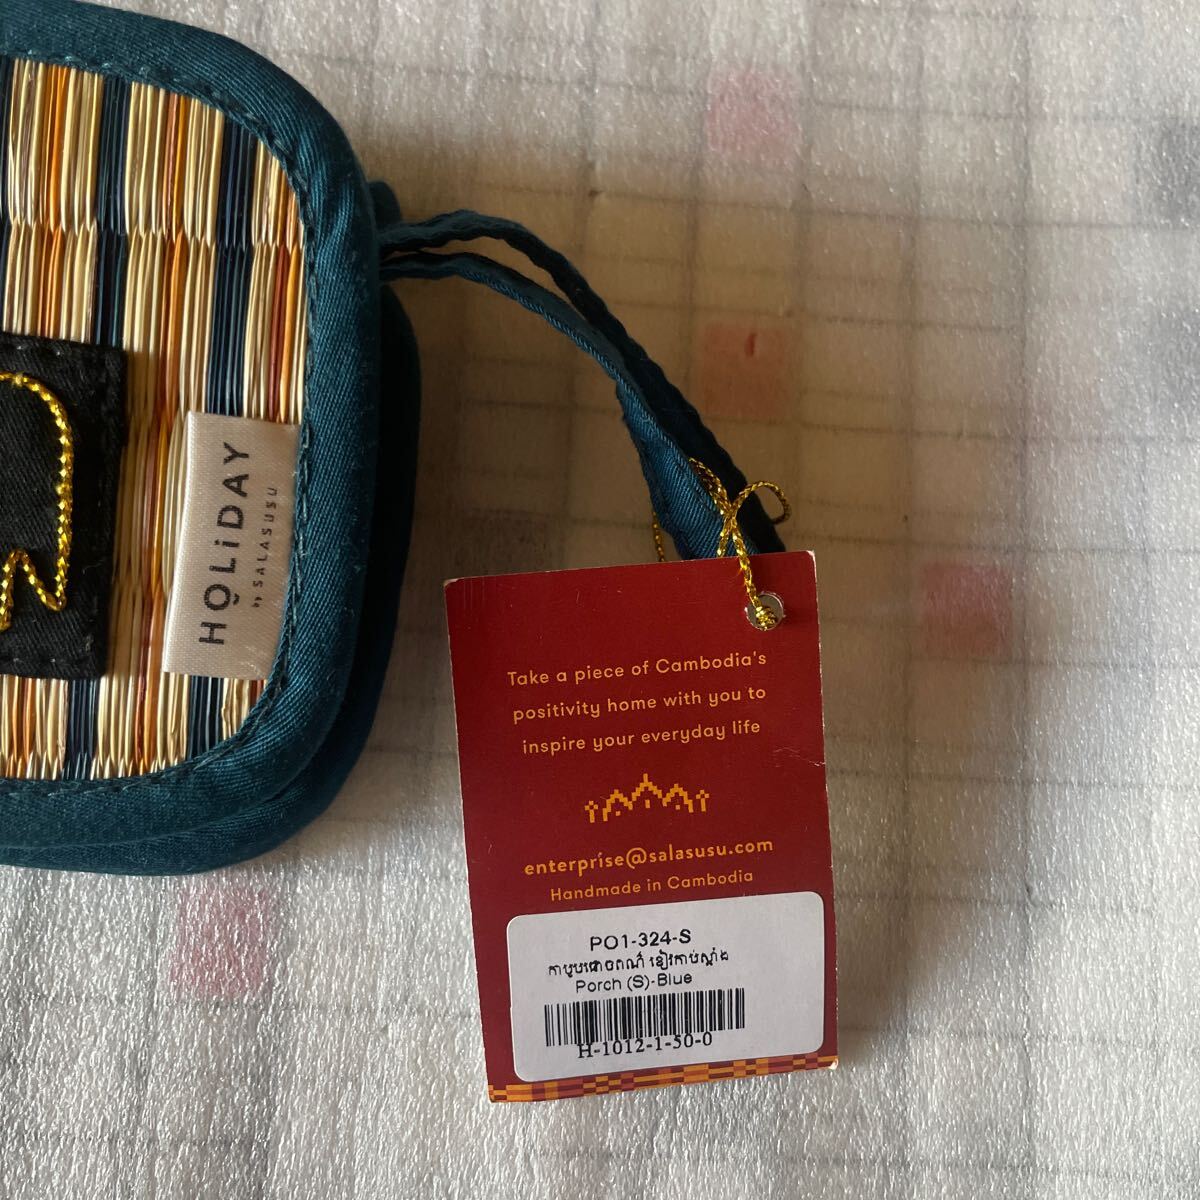 HOLiDAY
by SALASUSU
Take a piece of Cambodia's
positivity home with you to
inspire your everyday life
enterprise@salasusu.com
Handmade in Cambodia
PO1-324-S
Porch (S)-Blue
H-1012-1-50-0